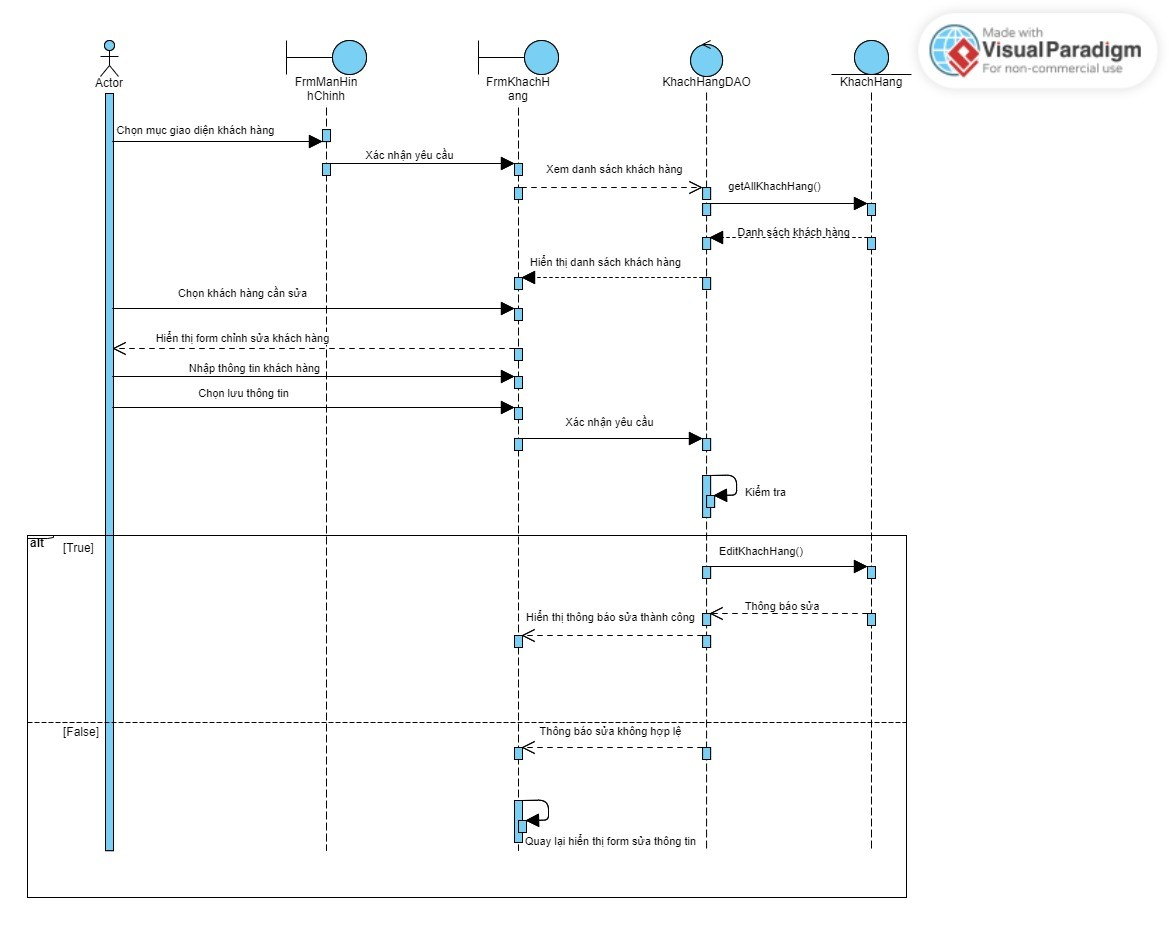 Made with
VisualParadigm
For non-commercial use
Actor
FrmManHin
hChinh
FrmKhachH
ang
KhachHangDAO
KhachHang
Chọn mục giao diện khách hàng
Xác nhận yêu cầu
Xem danh sách khách hàng
getAllKhachHang()
Danh sách khách hàng
Hiển thị danh sách khách hàng
Chọn khách hàng cần sửa
Hiển thị form chỉnh sửa khách hàng
Nhập thông tin khách hàng
Chọn lưu thông tin
Xác nhận yêu cầu
Kiểm tra
alt
[True]
EditKhachHang()
Thông báo sửa
Hiển thị thông báo sửa thành công
[False]
Thông báo sửa không hợp lệ
Quay lại hiển thị form sửa thông tin